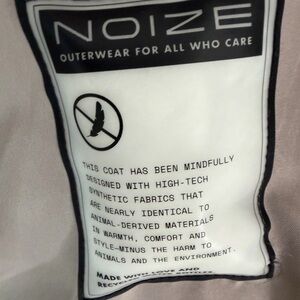 NOIZE
OUTERWEAR FOR ALL WHO CARE
THIS COAT HAS BEEN MINDFULLY
DESIGNED WITH HIGH-TECH
SYNTHETIC FABRICS THAT
ARE NEARLY IDENTICAL TO
ANIMAL-DERIVED MATERIALS
IN WARMTH, COMFORT AND
STYLE—MINUS THE HARM TO
ANIMALS AND THE ENVIRONMENT.
MADE WITH LOVE AND